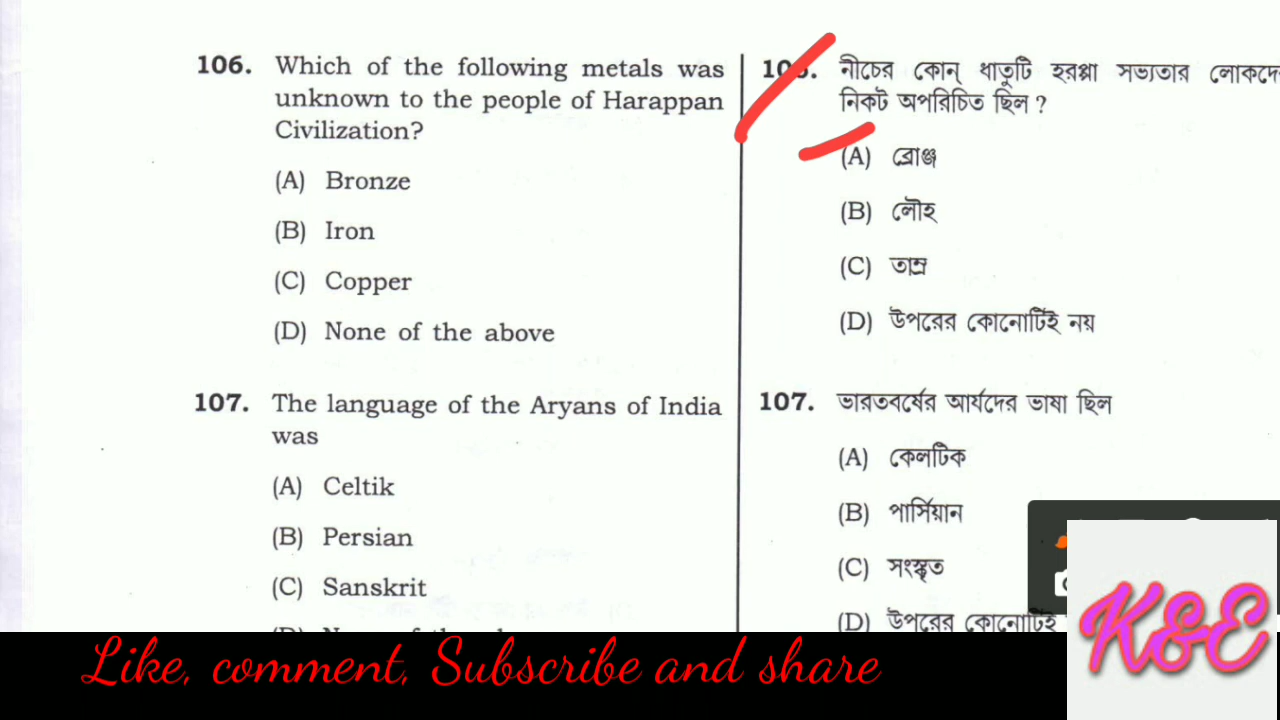 106. Which of the following metals was
unknown to the people of Harappan
Civilization?
(A) Bronze
(B) Iron
(C) Copper
(D) None of the above
107. The language of the Aryans of India
was
(A) Celtik
(B) Persian
(C) Sanskrit
নীচের কোন্ ধাতুটি হরপ্পা সভ্যতার
নিকট অপরিচিত ছিল ?
(A) ব্রোঞ্জ
(B) লৌহ
(C) তাম্র
(D) উপরের কোনোটিই নয়
107. ভারতবর্ষের আর্যদের ভাষা ছিল
(A) কেলটিক
(B) পার্সিয়ান
(C) সংস্কৃত
(D) উপরের কোনোটিই
Like, comment, Subscribe and share
K&E